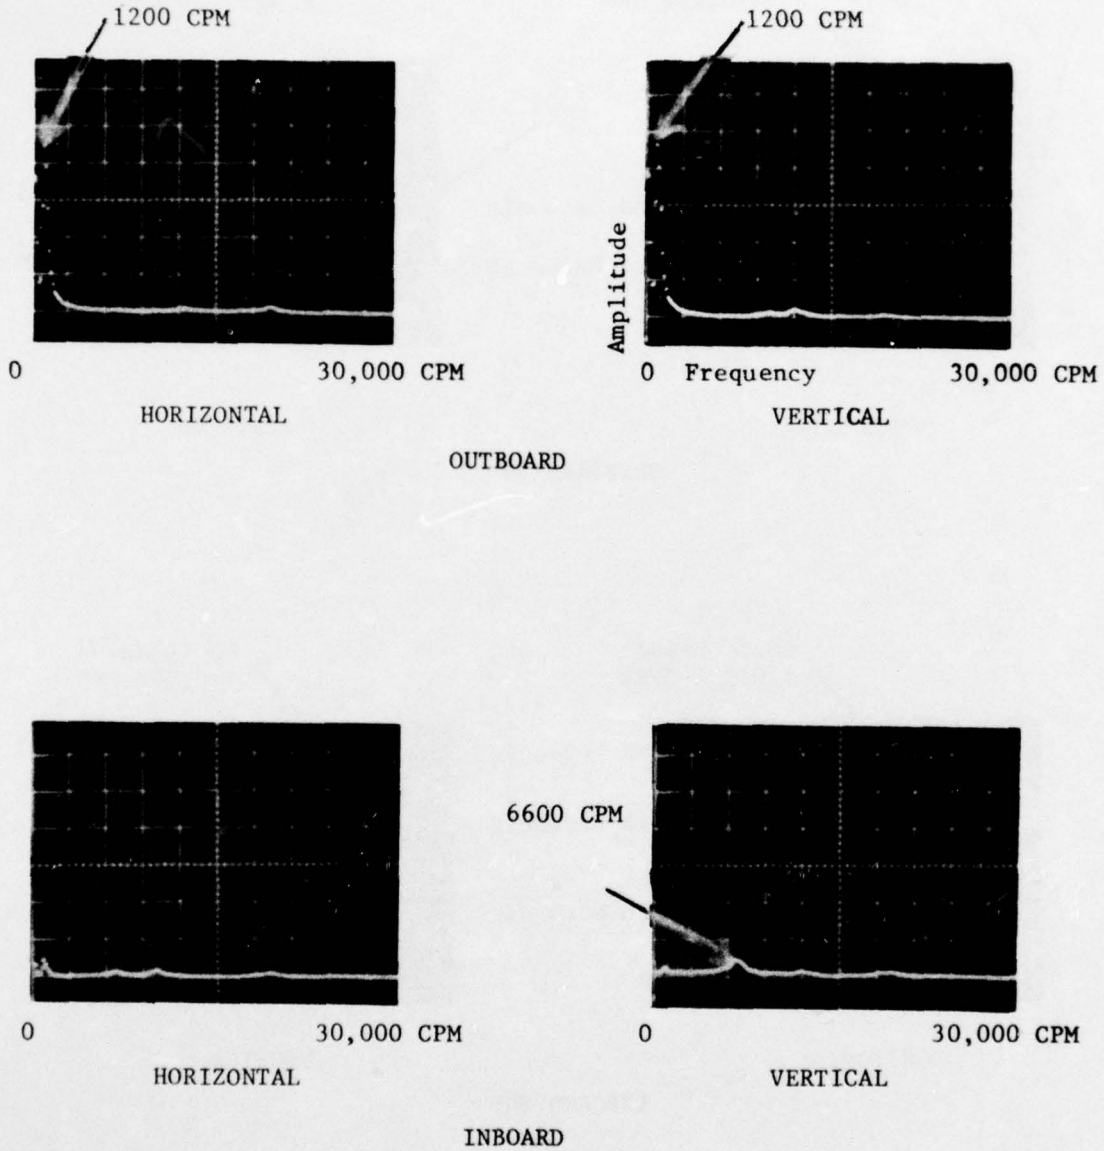 1200 CPM
1200 CPM
Amplitude
0 30,000 CPM
0 Frequency 30,000 CPM
HORIZONTAL
VERTICAL
OUTBOARD
6600 CPM
0 30,000 CPM
0 30,000 CPM
HORIZONTAL
VERTICAL
INBOARD